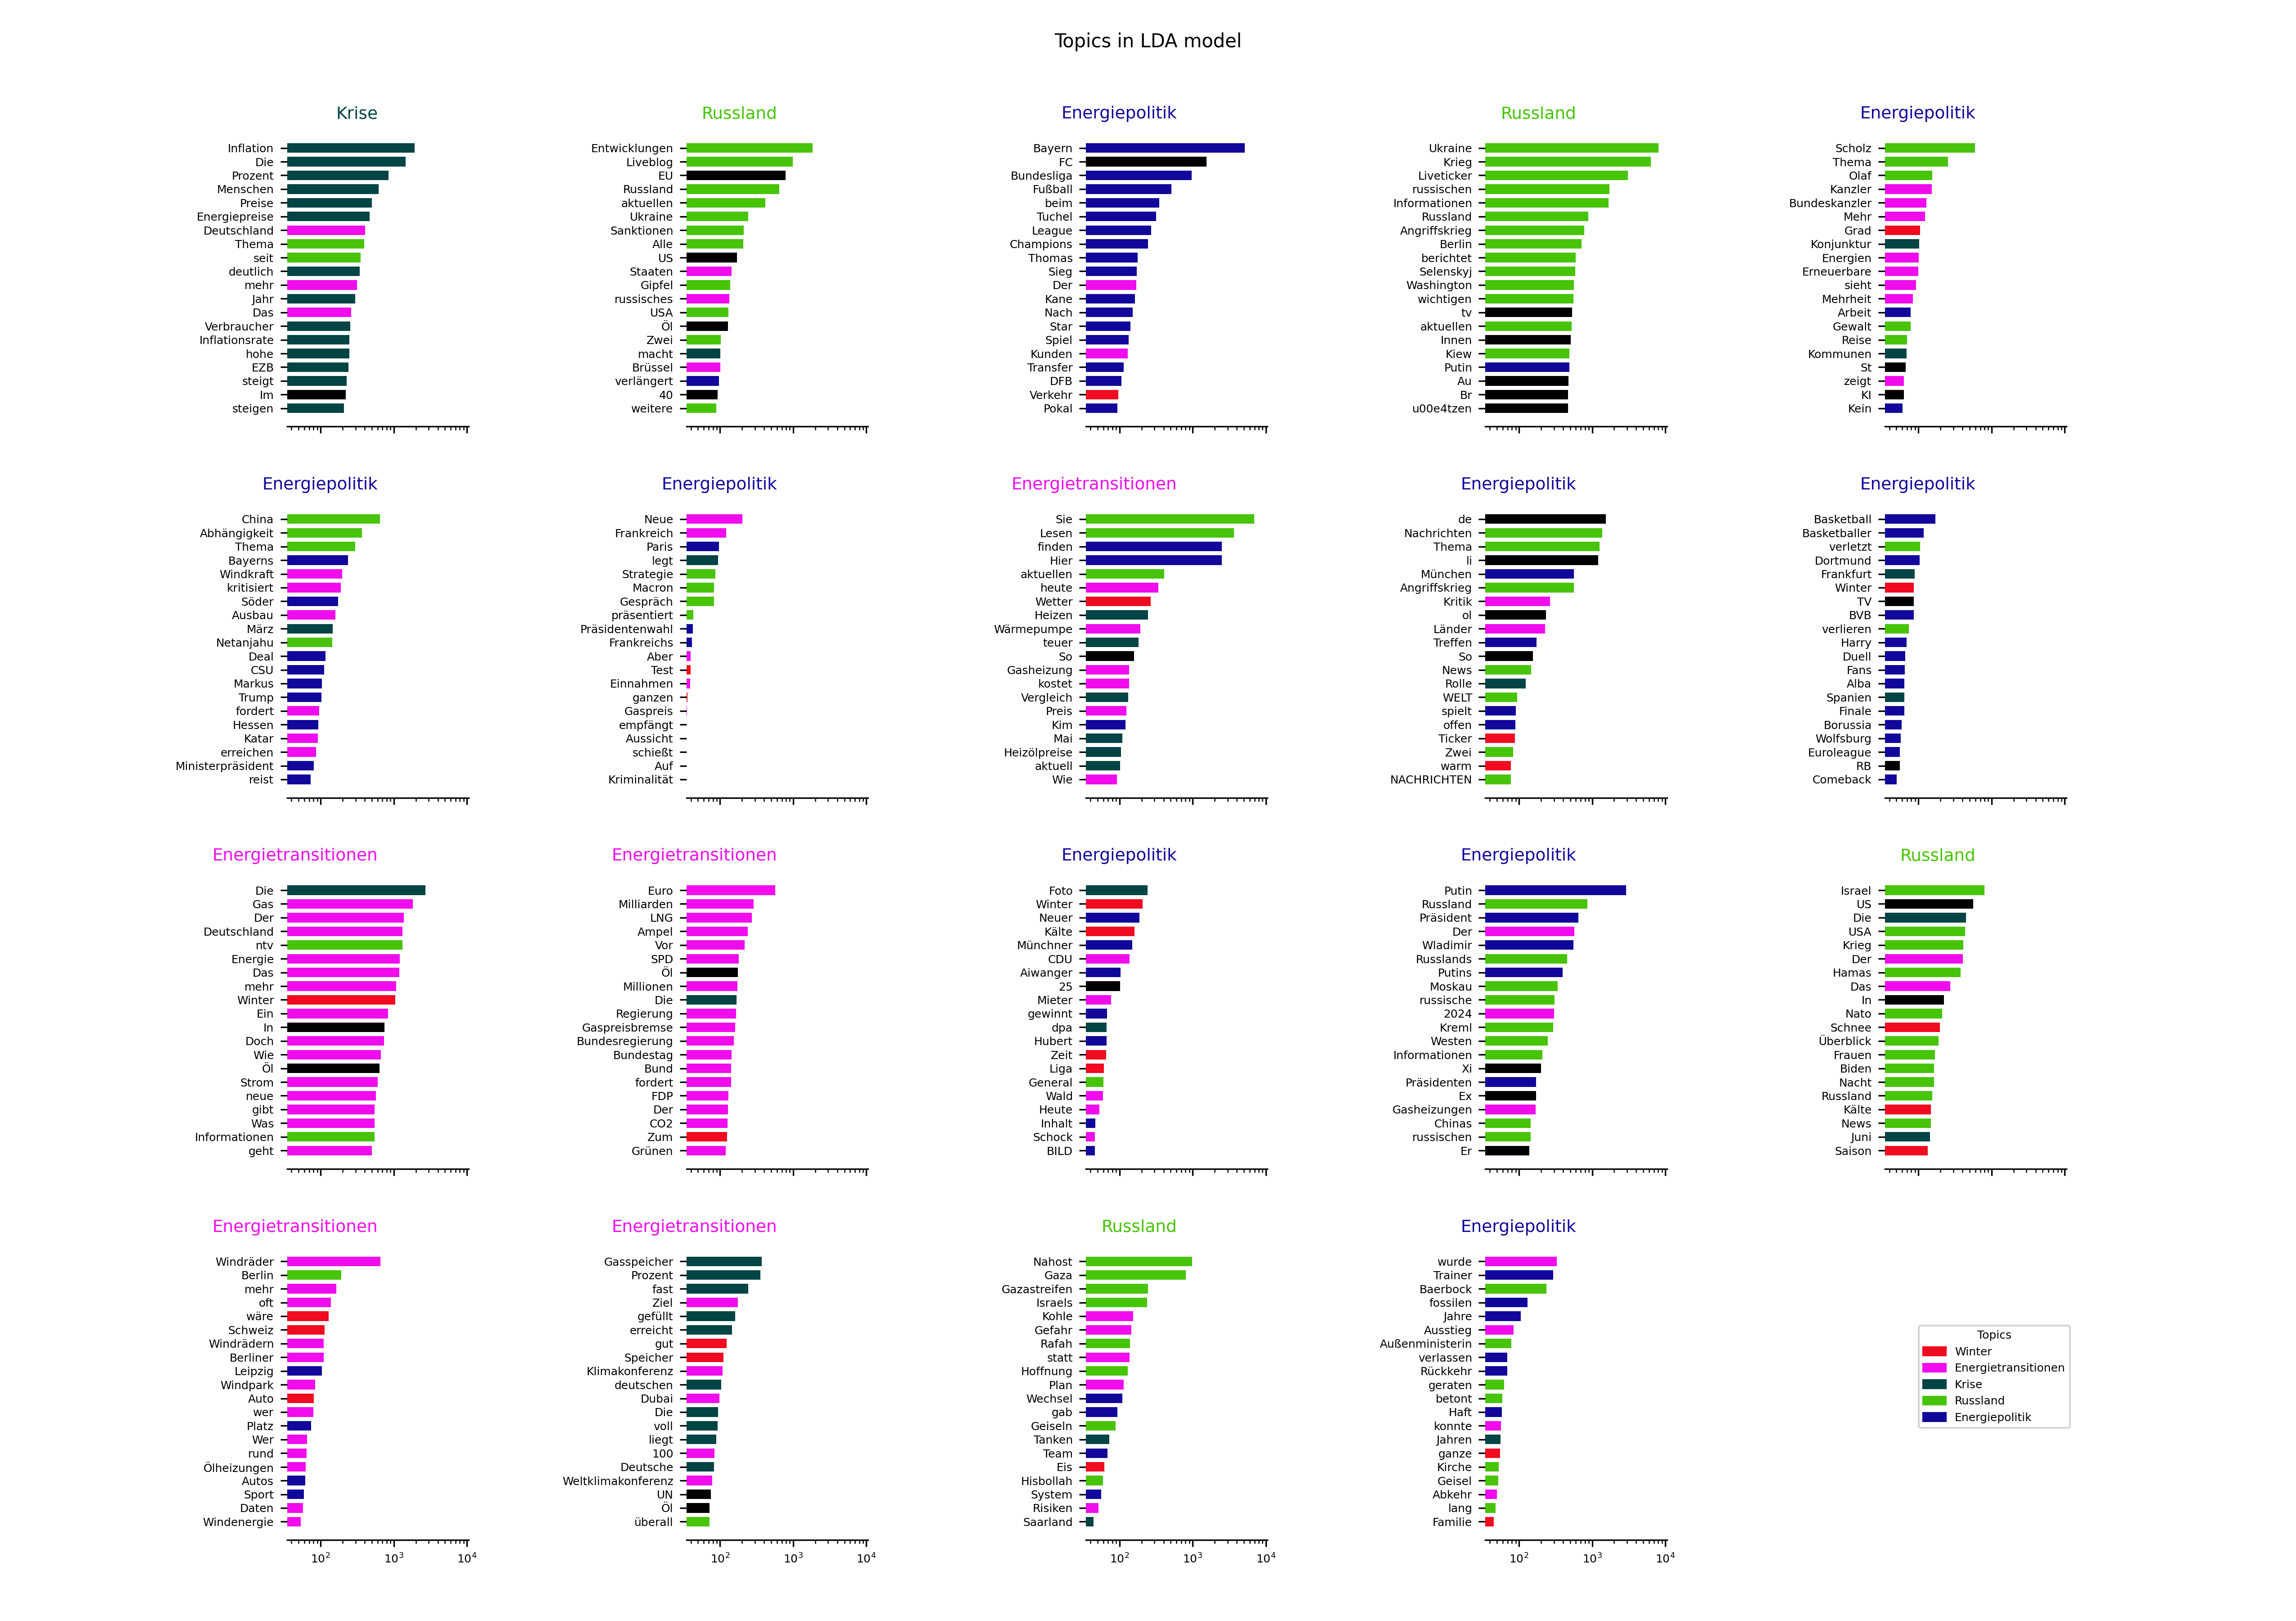 Topics in LDA model
Krise
Inflation
Die
Prozent
Menschen
Preise
Energiepreise
Deutschland
Thema
seit
deutlich
mehr
Jahr
Das
Verbraucher
Inflationsrate
hohe
EZB
steigt
Im
steigen
Russland
Entwicklungen
Liveblog
EU
Russland
aktuellen
Ukraine
Sanktionen
Alle
US
Staaten
Gipfel
russisches
USA
Öl
Zwei
macht
Brüssel
verlängert
40
weitere
Energiepolitik
Bayern
FC
Bundesliga
Fußball
beim
Tuchel
League
Champions
Thomas
Sieg
Der
Kane
Nach
Star
Spiel
Kunden
Transfer
DFB
Verkehr
Pokal
Russland
Ukraine
Krieg
Liveticker
russischen
Informationen
Russland
Angriffskrieg
Berlin
berichtet
Selenskyj
Washington
wichtigen
tv
aktuellen
Innen
Kiew
Putin
Au
Br
u00e4tzen
Energiepolitik
Scholz
Thema
Olaf
Kanzler
Bundeskanzler
Mehr
Grad
Konjunktur
Energien
Erneuerbare
sieht
Mehrheit
Arbeit
Gewalt
Reise
Kommunen
St
zeigt
KI
Kein
Energiepolitik
China
Abhängigkeit
Thema
Bayerns
Windkraft
kritisiert
Söder
Ausbau
März
Netanjahu
Deal
CSU
Markus
Trump
fordert
Hessen
Katar
erreichen
Ministerpräsident
reist
Energiepolitik
Neue
Frankreich
Paris
legt
Strategie
Macron
Gespräch
präsentiert
Präsidentenwahl
Frankreichs
Aber
Test
Einnahmen
ganzen
Gaspreis
empfängt
Aussicht
schießt
Auf
Kriminalität
Energietransitionen
Sie
Lesen
finden
Hier
aktuellen
heute
Wetter
Heizen
Wärmepumpe
teuer
So
Gasheizung
kostet
Vergleich
Preis
Kim
Mai
Heizölpreise
aktuell
Wie
Energiepolitik
de
Nachrichten
Thema
li
München
Angriffskrieg
Kritik
ol
Länder
Treffen
So
News
Rolle
WELT
spielt
offen
Ticker
Zwei
warm
NACHRICHTEN
Energiepolitik
Basketball
Basketballer
verletzt
Dortmund
Frankfurt
Winter
TV
BVB
verlieren
Harry
Duell
Fans
Alba
Spanien
Finale
Borussia
Wolfsburg
Euroleague
RB
Comeback
Energietransitionen
Die
Gas
Der
Deutschland
ntv
Energie
Das
mehr
Winter
Ein
In
Doch
Wie
Öl
Strom
neue
gibt
Was
Informationen
geht
Energietransitionen
Euro
Milliarden
LNG
Ampel
Vor
SPD
Öl
Millionen
Die
Regierung
Gaspreisbremse
Bundesregierung
Bundestag
Bund
fordert
FDP
Der
CO2
Zum
Grünen
Energiepolitik
Foto
Winter
Neuer
Kälte
Münchner
CDU
Aiwanger
25
Mieter
gewinnt
dpa
Hubert
Zeit
Liga
General
Wald
Heute
Inhalt
Schock
BILD
Energiepolitik
Putin
Russland
Präsident
Der
Wladimir
Russlands
Putins
Moskau
russische
2024
Kreml
Westen
Informationen
Xi
Präsidenten
Ex
Gasheizungen
Chinas
russischen
Er
Russland
Israel
US
Die
USA
Krieg
Der
Hamas
Das
In
Nato
Schnee
Überblick
Frauen
Biden
Nacht
Russland
Kälte
News
Juni
Saison
Energietransitionen
Windräder
Berlin
mehr
oft
wäre
Schweiz
Windrädern
Berliner
Leipzig
Windpark
Auto
wer
Platz
Wer
rund
Ölheizungen
Autos
Sport
Daten
Windenergie
10² 10³ 10⁴
Energietransitionen
Gasspeicher
Prozent
fast
Ziel
gefüllt
erreicht
gut
Speicher
Klimakonferenz
deutschen
Dubai
Die
voll
liegt
100
Deutsche
Weltklimakonferenz
UN
Öl
überall
10² 10³ 10⁴
Russland
Nahost
Gaza
Gazastreifen
Israels
Kohle
Gefahr
Rafah
statt
Hoffnung
Plan
Wechsel
gab
Geiseln
Tanken
Team
Eis
Hisbollah
System
Risiken
Saarland
10² 10³ 10⁴
Energiepolitik
wurde
Trainer
Baerbock
fossilen
Jahre
Ausstieg
Außenministerin
verlassen
Rückkehr
geraten
betont
Haft
konnte
Jahren
ganze
Kirche
Geisel
Abkehr
lang
Familie
10² 10³ 10⁴
Topics
Winter
Energietransitionen
Krise
Russland
Energiepolitik